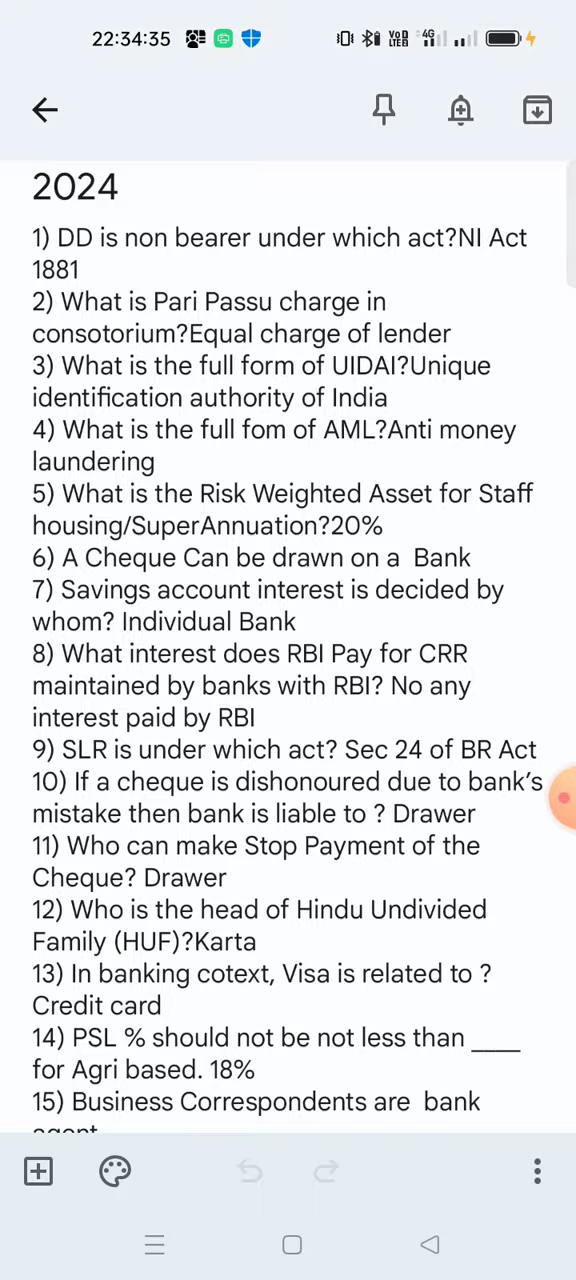 22:34:35
VoD
LTE2
4G
2024
1) DD is non bearer under which act?NI Act
1881
2) What is Pari Passu charge in
consotorium?Equal charge of lender
3) What is the full form of UIDAI?Unique
identification authority of India
4) What is the full fom of AML?Anti money
laundering
5) What is the Risk Weighted Asset for Staff
housing/SuperAnnuation?20%
6) A Cheque Can be drawn on a  Bank
7) Savings account interest is decided by
whom? Individual Bank
8) What interest does RBI Pay for CRR
maintained by banks with RBI? No any
interest paid by RBI
9) SLR is under which act? Sec 24 of BR Act
10) If a cheque is dishonoured due to bank's
mistake then bank is liable to ? Drawer
11) Who can make Stop Payment of the
Cheque? Drawer
12) Who is the head of Hindu Undivided
Family (HUF)?Karta
13) In banking cotext, Visa is related to ?
Credit card
14) PSL % should not be not less than ____
for Agri based. 18%
15) Business Correspondents are  bank
agent